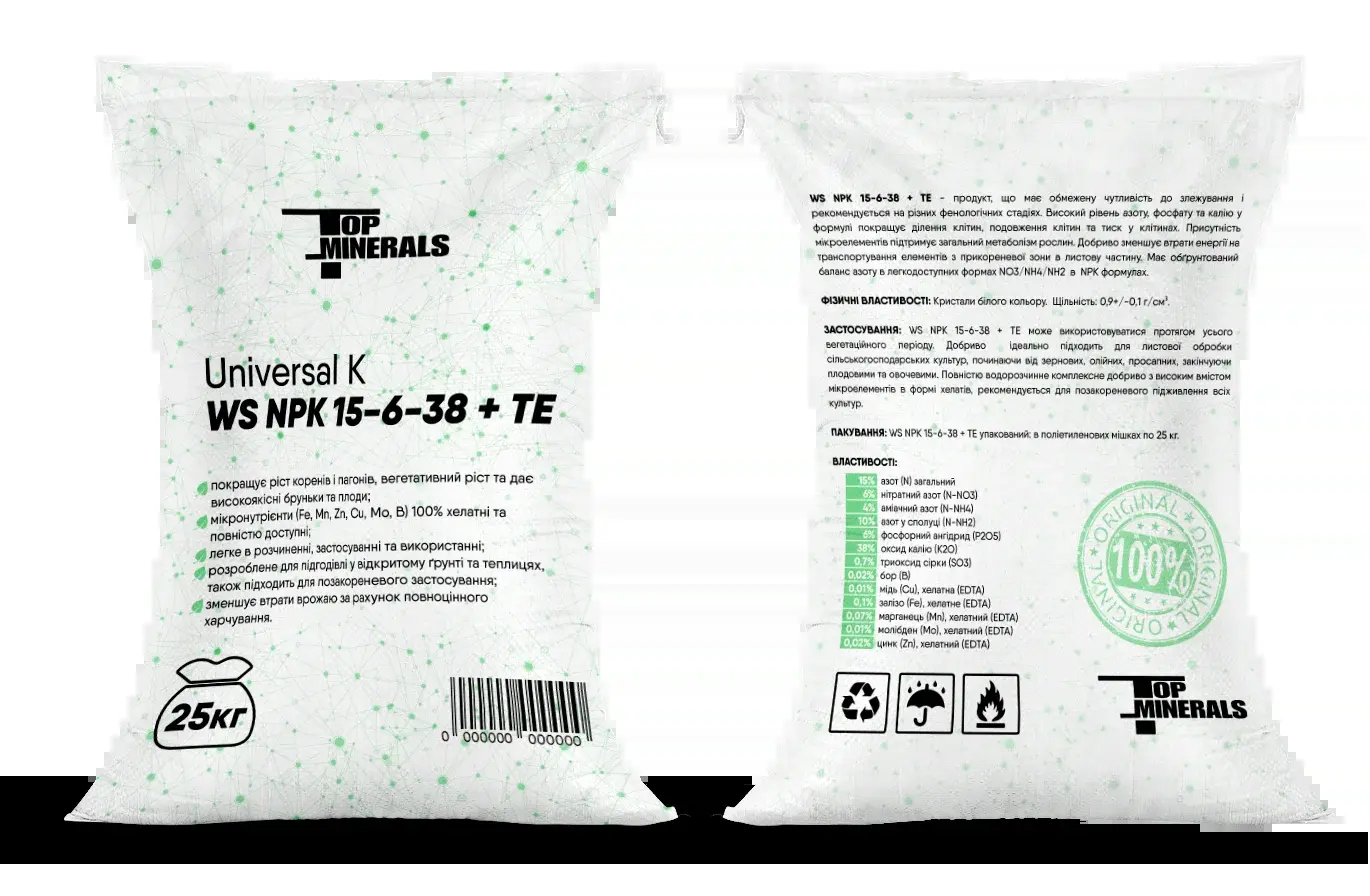 TOP
MINERALS
Universal K
WS NPK 15-6-38 + TE
покращує ріст коренів і пагонів, вегетативний ріст та дає
високоякісні бруньки та плоди;
мікронутрієнти (Fe, Mn, Zn, Cu, Mo, B) 100% хелатні та
повністю доступні;
легке в розчиненні, застосуванні та використанні;
розроблене для підгодівлі у відкритому ґрунті та теплицях,
також підходить для позакореневого застосування;
зменшує втрати врожаю за рахунок повноцінного
харчування.
25кг
0 000000 000000
WS NPK 15-6-38 + TE - продукт, що має обмежену чутливість до злежування і
рекомендується на різних фенологічних стадіях. Високий рівень азоту, фосфату та калію у
формулі покращує ділення клітин, подовження клітин та тиск у клітинах. Присутність
мікроелементів підтримує загальний метаболізм рослин. Добриво зменшує втрати енергії на
транспортування елементів з прикореневої зони в листову частину. Має обґрунтований
баланс азоту в легкодоступних формах NO3/NH4/NH2 в NPK формулах.
ФІЗИЧНІ ВЛАСТИВОСТІ: Кристали білого кольору. Щільність: 0,9+/-0,1 г/см³.
ЗАСТОСУВАННЯ: WS NPK 15-6-38 + TE може використовуватися протягом усього
вегетаційного періоду. Добриво ідеально підходить для листової обробки
сільськогосподарських культур, починаючи від зернових, олійних, просапних, закінчуючи
плодовими та овочевими. Повністю водорозчинне комплексне добриво з високим вмістом
мікроелементів в формі хелатів, рекомендується для позакореневого підживлення всіх
культур.
ПАКУВАННЯ: WS NPK 15-6-38 + TE упакований: в поліетиленових мішках по 25 кг.
ВЛАСТИВОСТІ:
15% азот (N) загальний
6% нітратний азот (N-NO3)
4% аміачний азот (N-NH4)
10% азот у сполуці (N-NH2)
6% фосфорний ангідрид (P2O5)
38% оксид калію (K2O)
0,7% триоксид сірки (SO3)
0,02% бор (B)
0,01% мідь (Cu), хелатна (EDTA)
0,1% залізо (Fe), хелатне (EDTA)
0,07% марганець (Mn), хелатний (EDTA)
0,01% молібден (Mo), хелатний (EDTA)
0,02% цинк (Zn), хелатний (EDTA)
ORIGINAL
ORIGINAL
ORIGINAL
ORIGINAL
100%
TOP
MINERALS